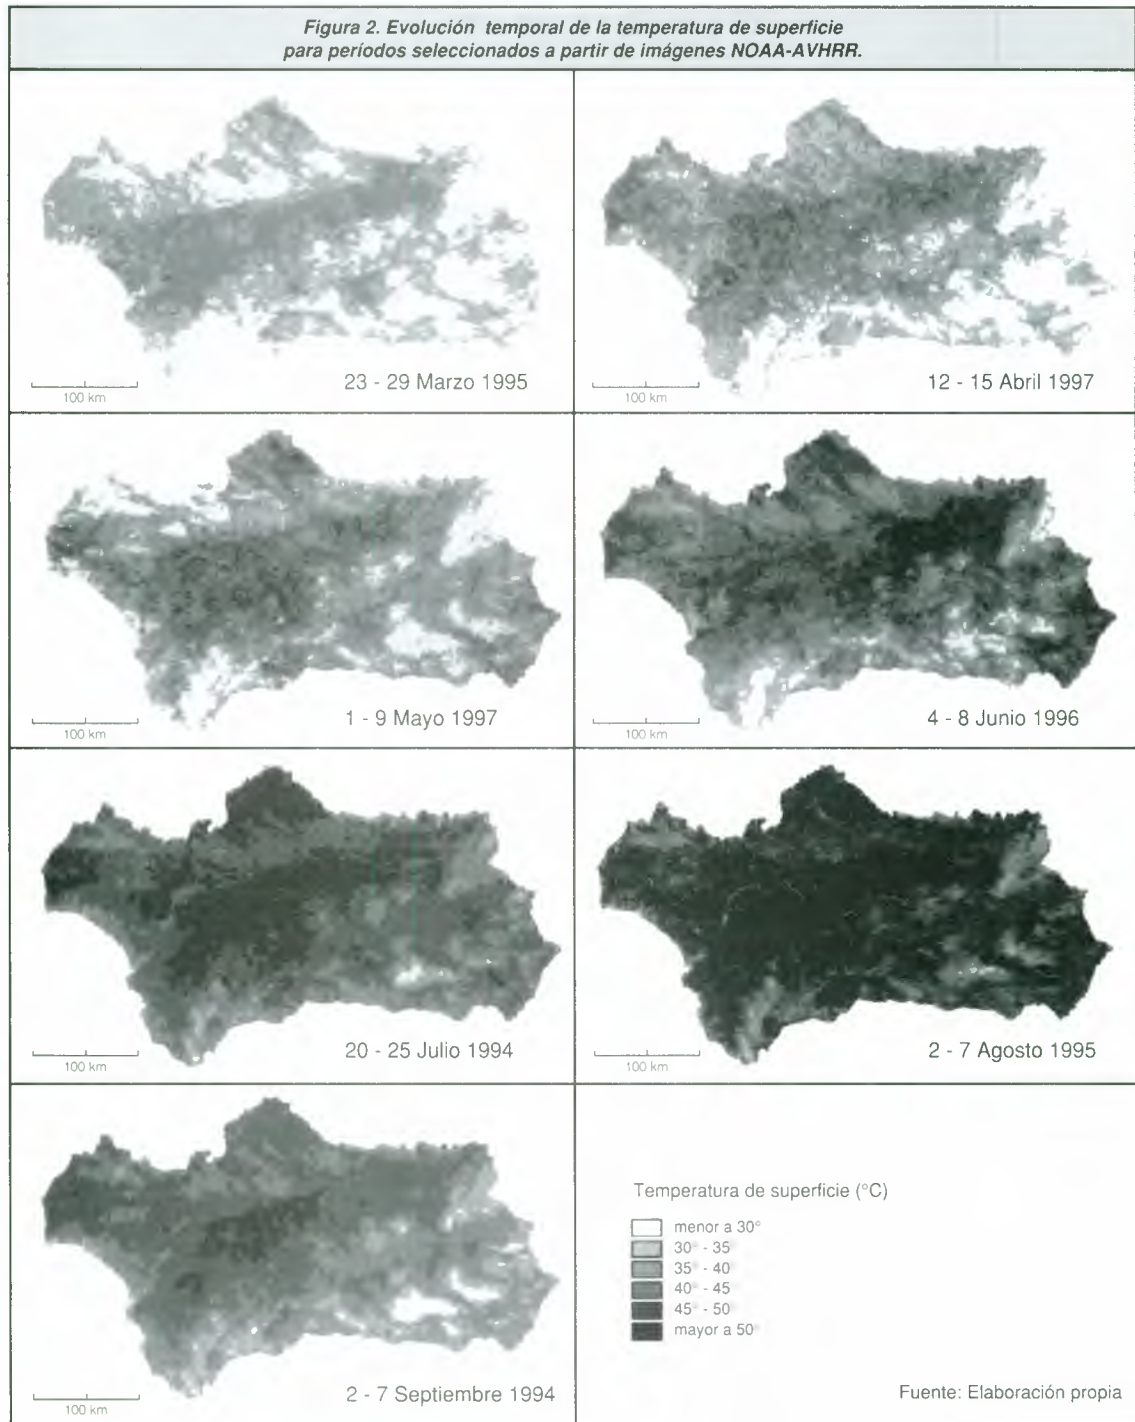 Figura 2. Evolución temporal de la temperatura de superficie
para períodos seleccionados a partir de imágenes NOAA-AVHRR.
100 km
23 - 29 Marzo 1995
100 km
12 - 15 Abril 1997
100 km
1 - 9 Mayo 1997
100 km
4 - 8 Junio 1996
100 km
20 - 25 Julio 1994
100 km
2 - 7 Agosto 1995
100 km
2 - 7 Septiembre 1994
Temperatura de superficie (°C)
menor a 30°
30° - 35°
35° - 40°
40° - 45
45° - 50°
mayor a 50°
Fuente: Elaboración propia